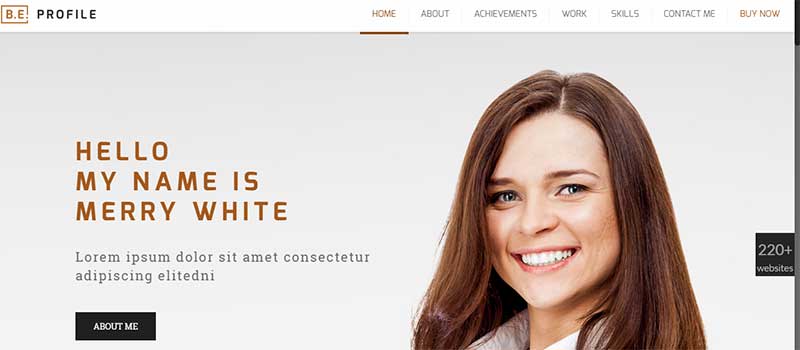 B.E. PROFILE
HOME ABOUT ACHIEVEMENTS WORK SKILLS CONTACT ME BUY NOW
HELLO
MY NAME IS
MERRY WHITE
Lorem ipsum dolor sit amet consectetur
adipiscing elitedni
ABOUT ME
220+
websites